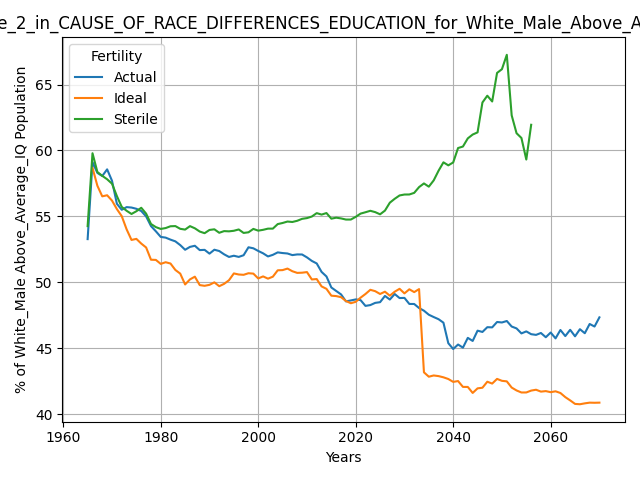 e_2_in_CAUSE_OF_RACE_DIFFERENCES_EDUCATION_for_White_Male_Above_A
Fertility
Actual
Ideal
Sterile
% of White_Male Above_Average_IQ Population
65
60
55
50
45
40
1960
1980
2000
2020
2040
2060
Years